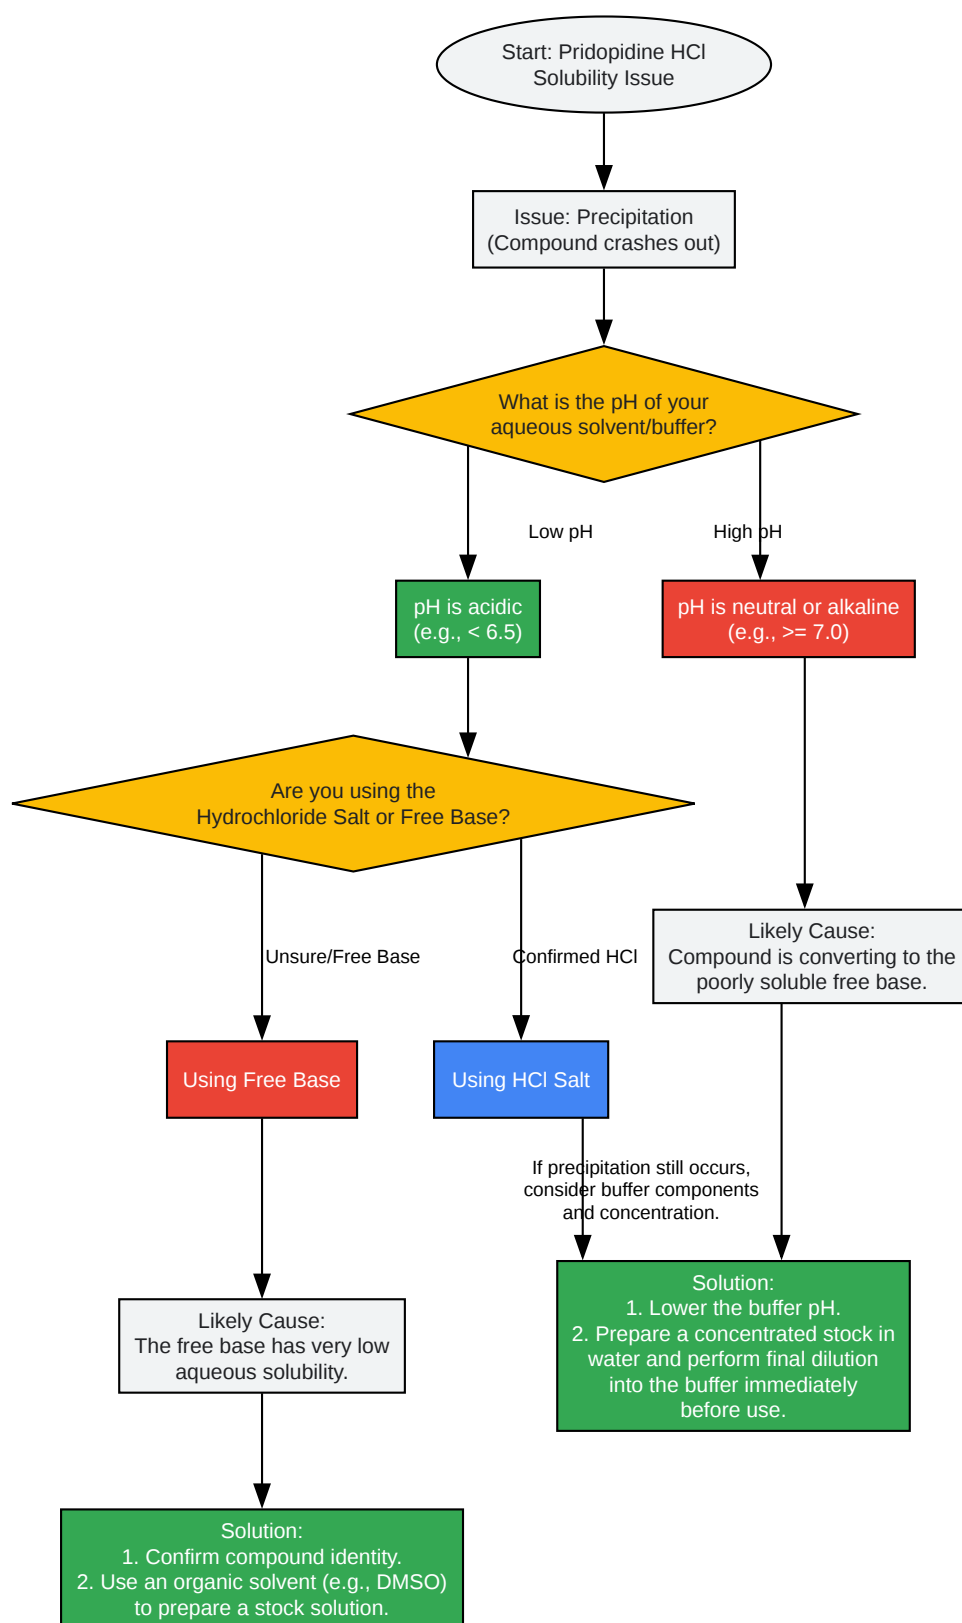 Start: Pridopidine HCl
Solubility Issue
Issue: Precipitation
(Compound crashes out)
What is the pH of your
aqueous solvent/buffer?
Low pH
High pH
pH is acidic
(e.g., < 6.5)
pH is neutral or alkaline
(e.g., >= 7.0)
Are you using the
Hydrochloride Salt or Free Base?
Likely Cause:
Compound is converting to the
poorly soluble free base.
Unsure/Free Base
Confirmed HCl
Using Free Base
Using HCl Salt
If precipitation still occurs,
consider buffer components
and concentration.
Solution:
1. Lower the buffer pH.
2. Prepare a concentrated stock in
water and perform final dilution
into the buffer immediately
before use.
Likely Cause:
The free base has very low
aqueous solubility.
Solution:
1. Confirm compound identity.
2. Use an organic solvent (e.g., DMSO)
to prepare a stock solution.